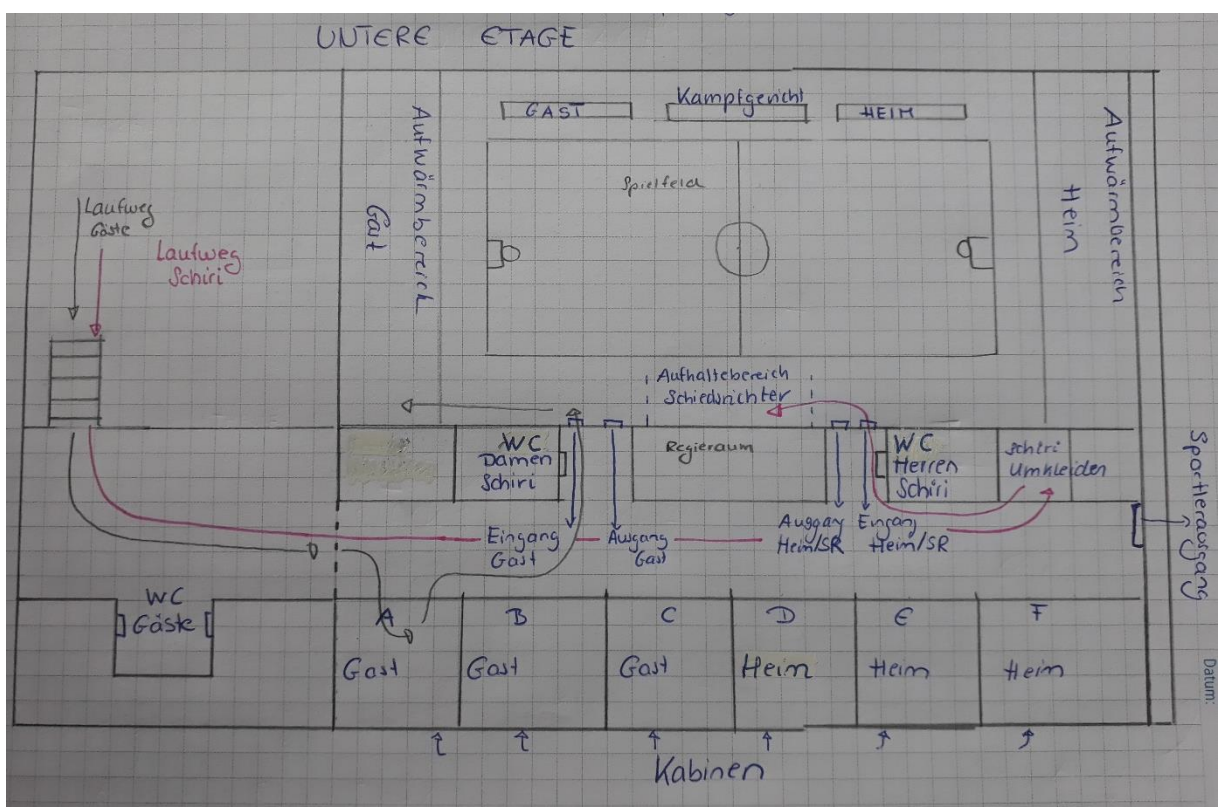 UNTERE ETAGE
GAST
Kampfgericht
HEIM
Aufwärmbereich
Gast
Spielfeld
Aufwärmbereich
Heim
Laufweg
Gäste
Laufweg
Schiri
Aufhaltebereich
Schiedsrichter
WC
Damen
Schiri
Regieraum
WC
Herren
Schiri
Schiri
Umkleiden
Sportlerausgang
Eingang
Gast
Ausgang
Gast
Auggang
Heim/SR
Eingang
Heim/SR
WC
Gäste
A
B
C
D
E
F
Gast
Gast
Gast
Heim
Heim
Heim
Datum:
Kabinen